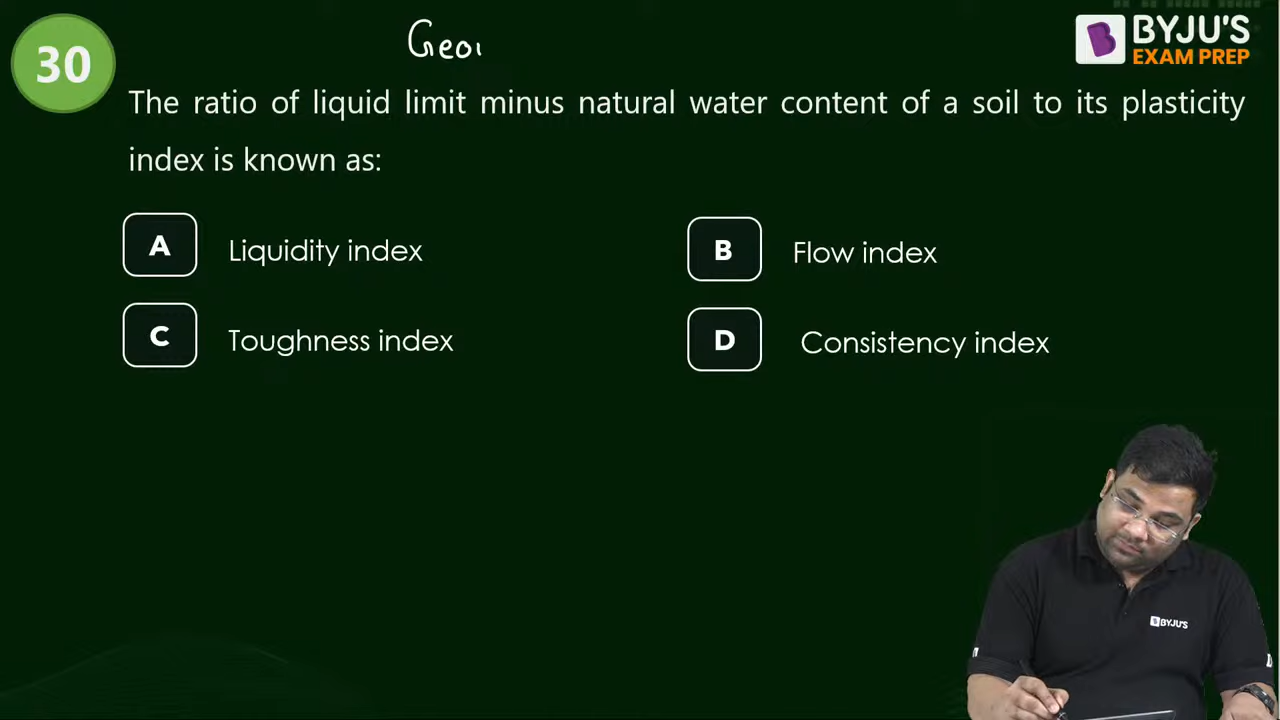 30
Geor
BYJU'S
EXAM PREP
The ratio of liquid limit minus natural water content of a soil to its plasticity
index is known as:
A Liquidity index
B Flow index
C Toughness index
D Consistency index
BYJU'S